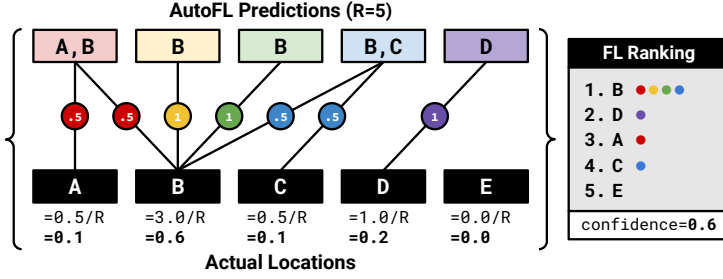 AutoFL Predictions (R=5)
A,B B B B,C D
.5 .5 1 1 .5 .5 1
A B C D E
=0.5/R =3.0/R =0.5/R =1.0/R =0.0/R
=0.1 =0.6 =0.1 =0.2 =0.0
Actual Locations
FL Ranking
1. B
2. D
3. A
4. C
5. E
confidence=0.6